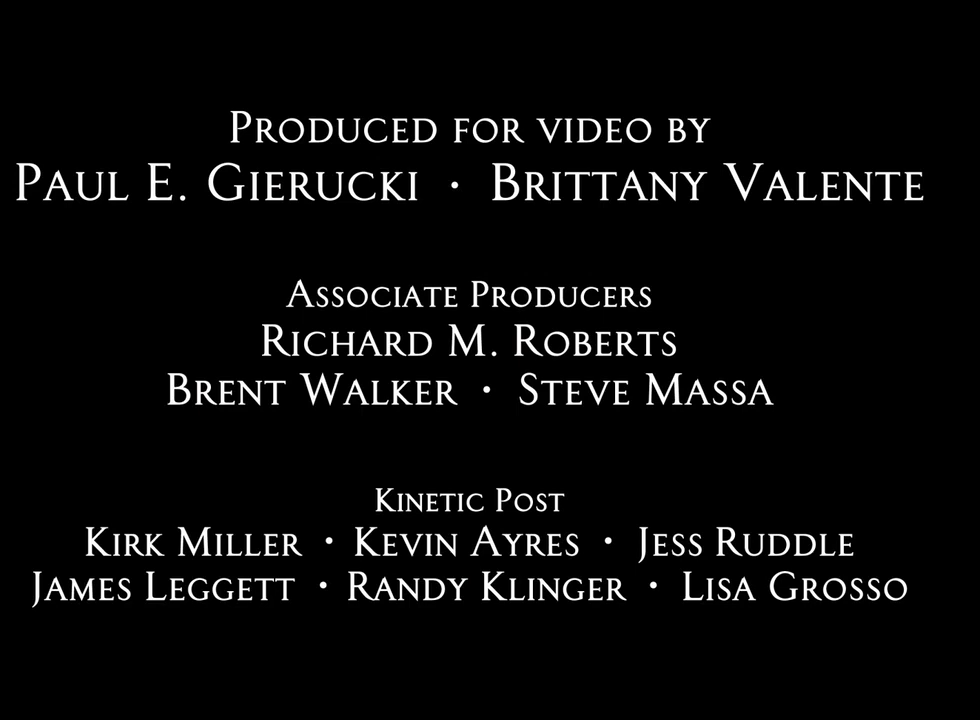 Produced for video by
Paul E. Gierucki · Brittany Valente
Associate Producers
Richard M. Roberts
Brent Walker · Steve Massa
Kinetic Post
Kirk Miller · Kevin Ayres · Jess Ruddle
James Leggett · Randy Klinger · Lisa Grosso